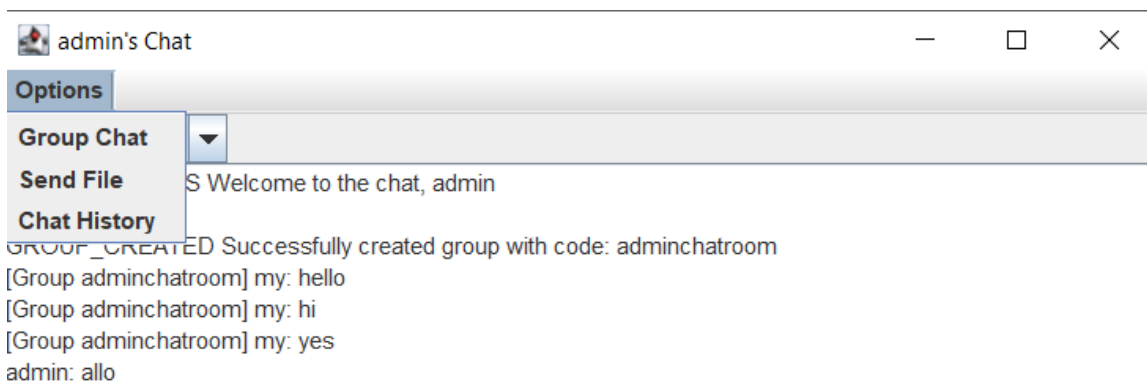 admin's Chat
Options
Group Chat
Send File
Chat History
S Welcome to the chat, admin
GROUP_CREATED Successfully created group with code: adminchatroom
[Group adminchatroom] my: hello
[Group adminchatroom] my: hi
[Group adminchatroom] my: yes
admin: allo